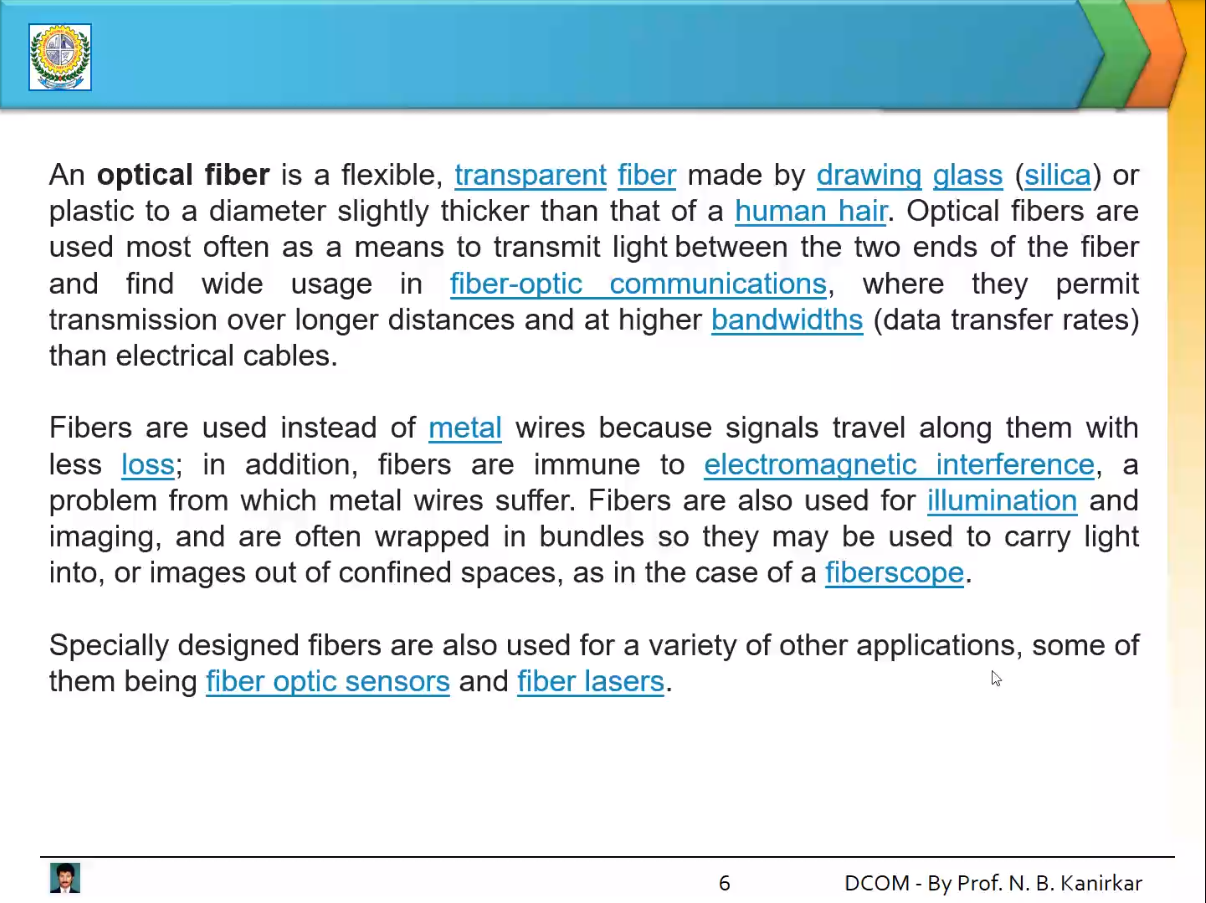 An optical fiber is a flexible, transparent fiber made by drawing glass (silica) or
plastic to a diameter slightly thicker than that of a human hair. Optical fibers are
used most often as a means to transmit light between the two ends of the fiber
and find wide usage in fiber-optic communications, where they permit
transmission over longer distances and at higher bandwidths (data transfer rates)
than electrical cables.
Fibers are used instead of metal wires because signals travel along them with
less loss; in addition, fibers are immune to electromagnetic interference, a
problem from which metal wires suffer. Fibers are also used for illumination and
imaging, and are often wrapped in bundles so they may be used to carry light
into, or images out of confined spaces, as in the case of a fiberscope.
Specially designed fibers are also used for a variety of other applications, some of
them being fiber optic sensors and fiber lasers.
6
DCOM - By Prof. N. B. Kanirkar